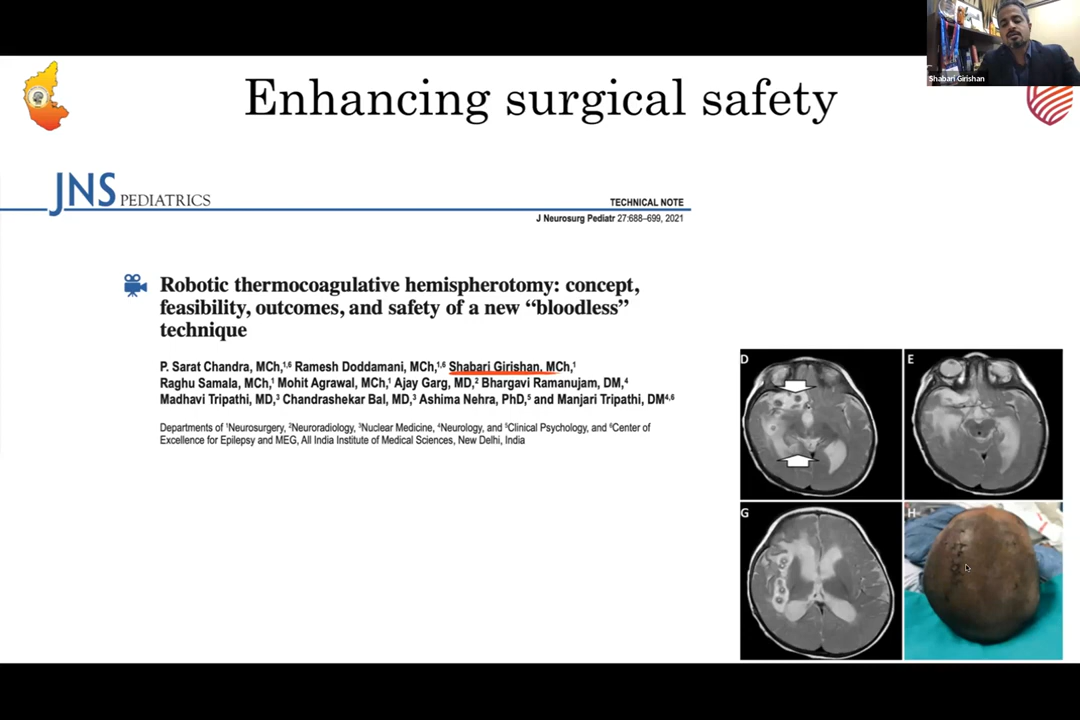 Shabari Girishan
Enhancing surgical safety
JNS PEDIATRICS
TECHNICAL NOTE
J Neurosurg Pediatr 27:688–699, 2021
Robotic thermocoagulative hemispherotomy: concept,
feasibility, outcomes, and safety of a new “bloodless”
technique
P. Sarat Chandra, MCh,1,6 Ramesh Doddamani, MCh,1,6 Shabari Girishan, MCh,1
Raghu Samala, MCh,1 Mohit Agrawal, MCh,1 Ajay Garg, MD,2 Bhargavi Ramanujam, DM,4
Madhavi Tripathi, MD,3 Chandrashekar Bal, MD,3 Ashima Nehra, PhD,5 and Manjari Tripathi, DM4,6
Departments of 1Neurosurgery, 2Neuroradiology, 3Nuclear Medicine, 4Neurology, and 5Clinical Psychology, and 6Center of
Excellence for Epilepsy and MEG, All India Institute of Medical Sciences, New Delhi, India
D
E
G
H